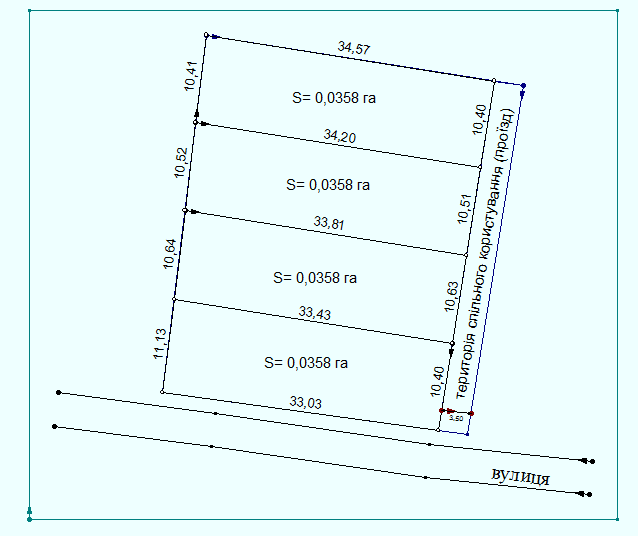 34,57
10,41
S= 0,0358 га
10,40
34,20
10,52
S= 0,0358 га
10,51
33,81
10,64
S= 0,0358 га
10,63
33,43
11,13
S= 0,0358 га
10,40
33,03
3,50
територія спільного користування (проїзд)
вулиця